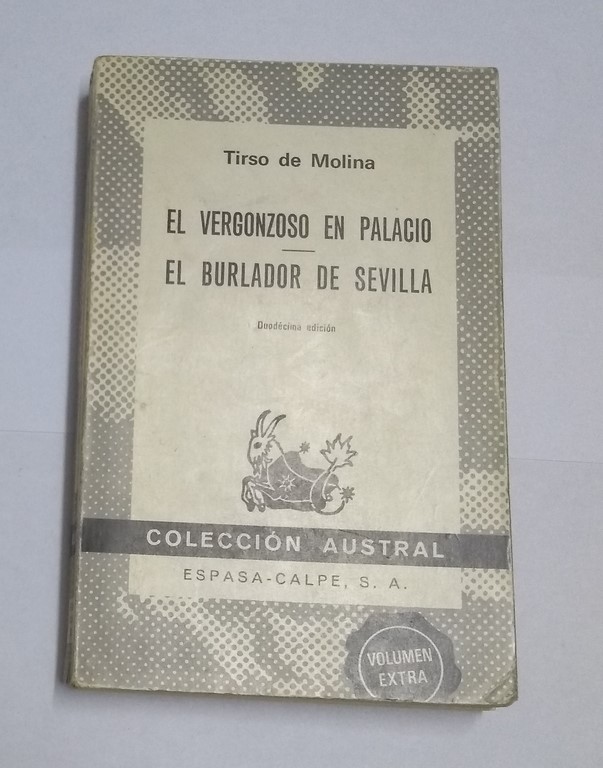 Tirso de Molina
EL VERGONZOSO EN PALACIO
EL BURLADOR DE SEVILLA
Duodécima edición
COLECCIÓN AUSTRAL
ESPASA-CALPE, S. A.
VOLUMEN
EXTRA